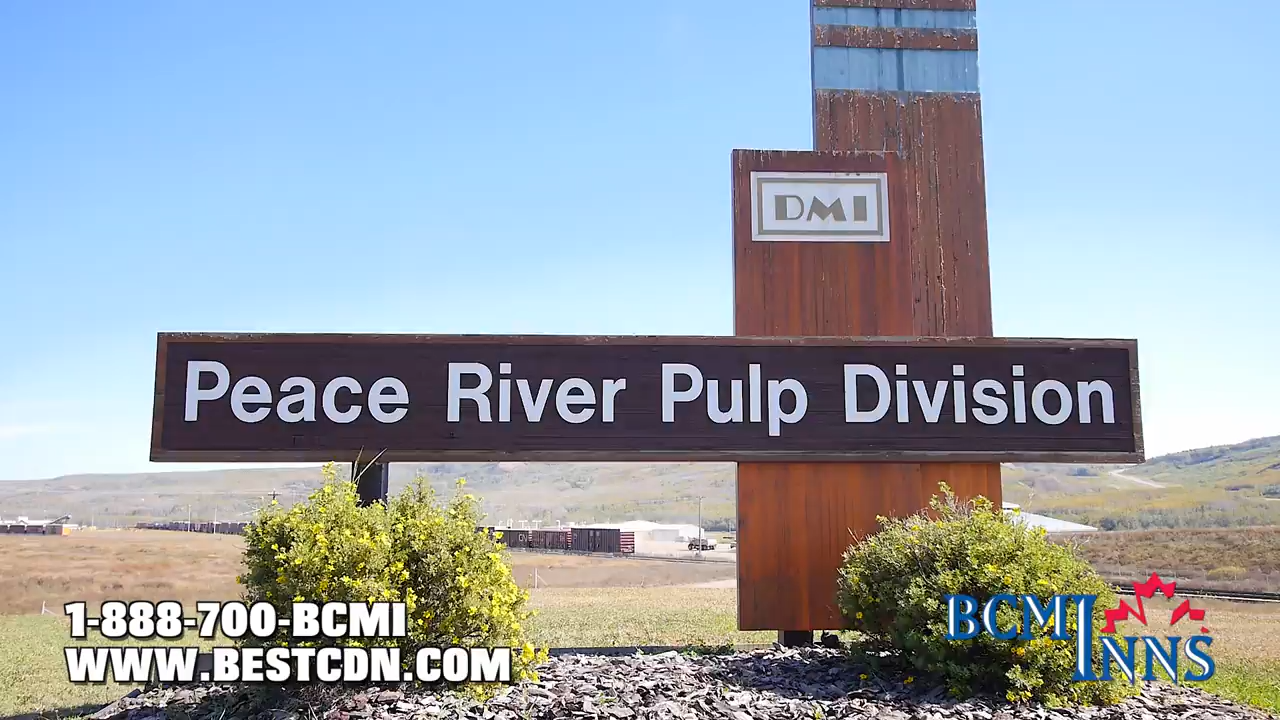 DMI
Peace River Pulp Division
1-888-700-BCMI
WWW.BESTCDN.COM
BCMI
INNS